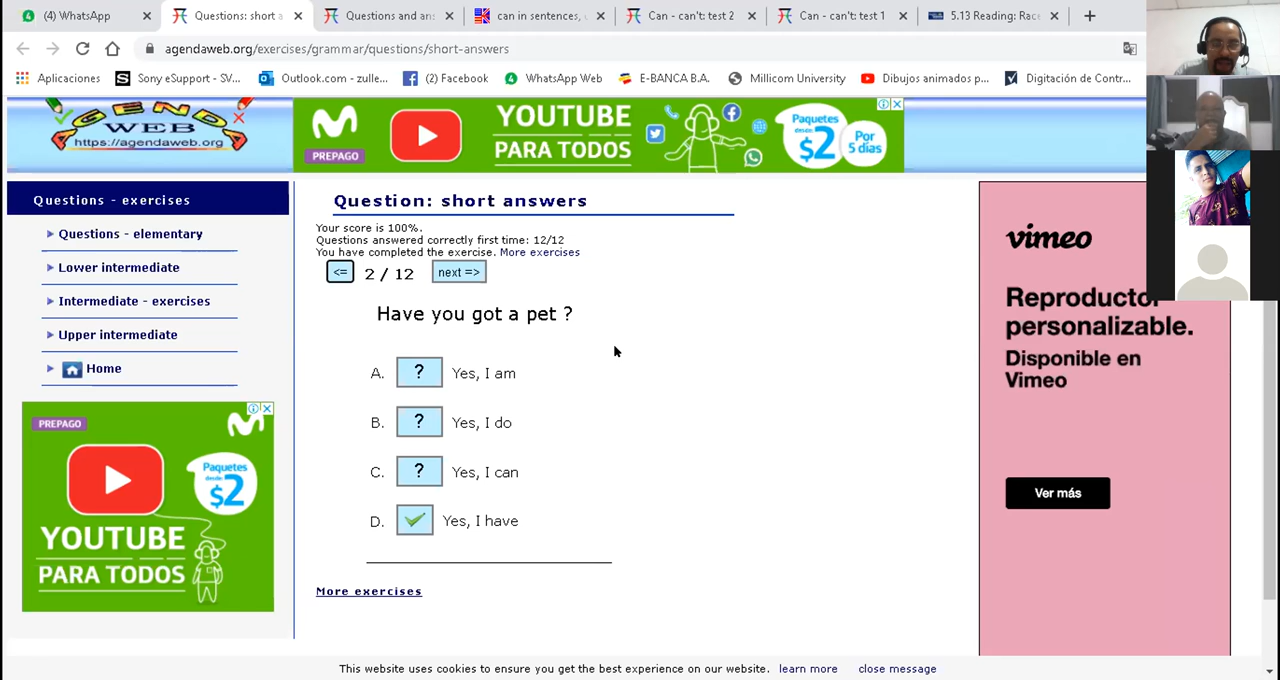 (4) WhatsApp
Questions: short a
Questions and an
can in sentences,
Can - can't: test 2
Can - can't: test 1
5.13 Reading: Race
agendaweb.org/exercises/grammar/questions/short-answers
Aplicaciones
Sony eSupport - SV...
Outlook.com - zulle...
(2) Facebook
WhatsApp Web
E-BANCA B.A.
Millicom University
Dibujos animados p...
Digitación de Contr...
WEB
https://agendaweb.org
PREPAGO
YOUTUBE
PARA TODOS
Paquetes
desde
$2
Por
5 días
Questions - exercises
Questions - elementary
Lower intermediate
Intermediate - exercises
Upper intermediate
Home
PREPAGO
Paquetes
desde
$2
YOUTUBE
PARA TODOS
Question: short answers
Your score is 100%.
Questions answered correctly first time: 12/12
You have completed the exercise. More exercises
<= 2 / 12 next =>
Have you got a pet ?
A. ? Yes, I am
B. ? Yes, I do
C. ? Yes, I can
D. Yes, I have
More exercises
vimeo
Reproductor
personalizable.
Disponible en
Vimeo
Ver más
This website uses cookies to ensure you get the best experience on our website. learn more close message